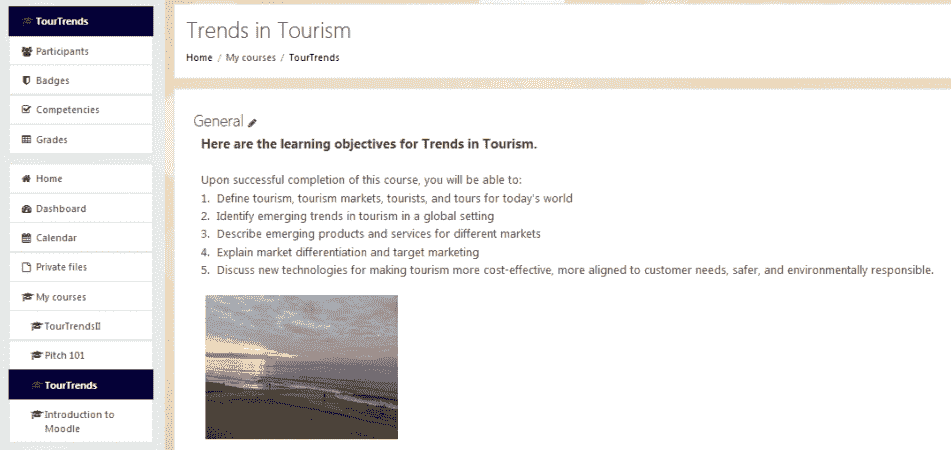 TourTrends
Participants
Badges
Competencies
Grades
Home
Dashboard
Calendar
Private files
My courses
TourTrends
Pitch 101
TourTrends
Introduction to
Moodle
Trends in Tourism
Home / My courses / TourTrends
General
Here are the learning objectives for Trends in Tourism.
Upon successful completion of this course, you will be able to:
1. Define tourism, tourism markets, tourists, and tours for today's world
2. Identify emerging trends in tourism in a global setting
3. Describe emerging products and services for different markets
4. Explain market differentiation and target marketing
5. Discuss new technologies for making tourism more cost-effective, more aligned to customer needs, safer, and environmentally responsible.